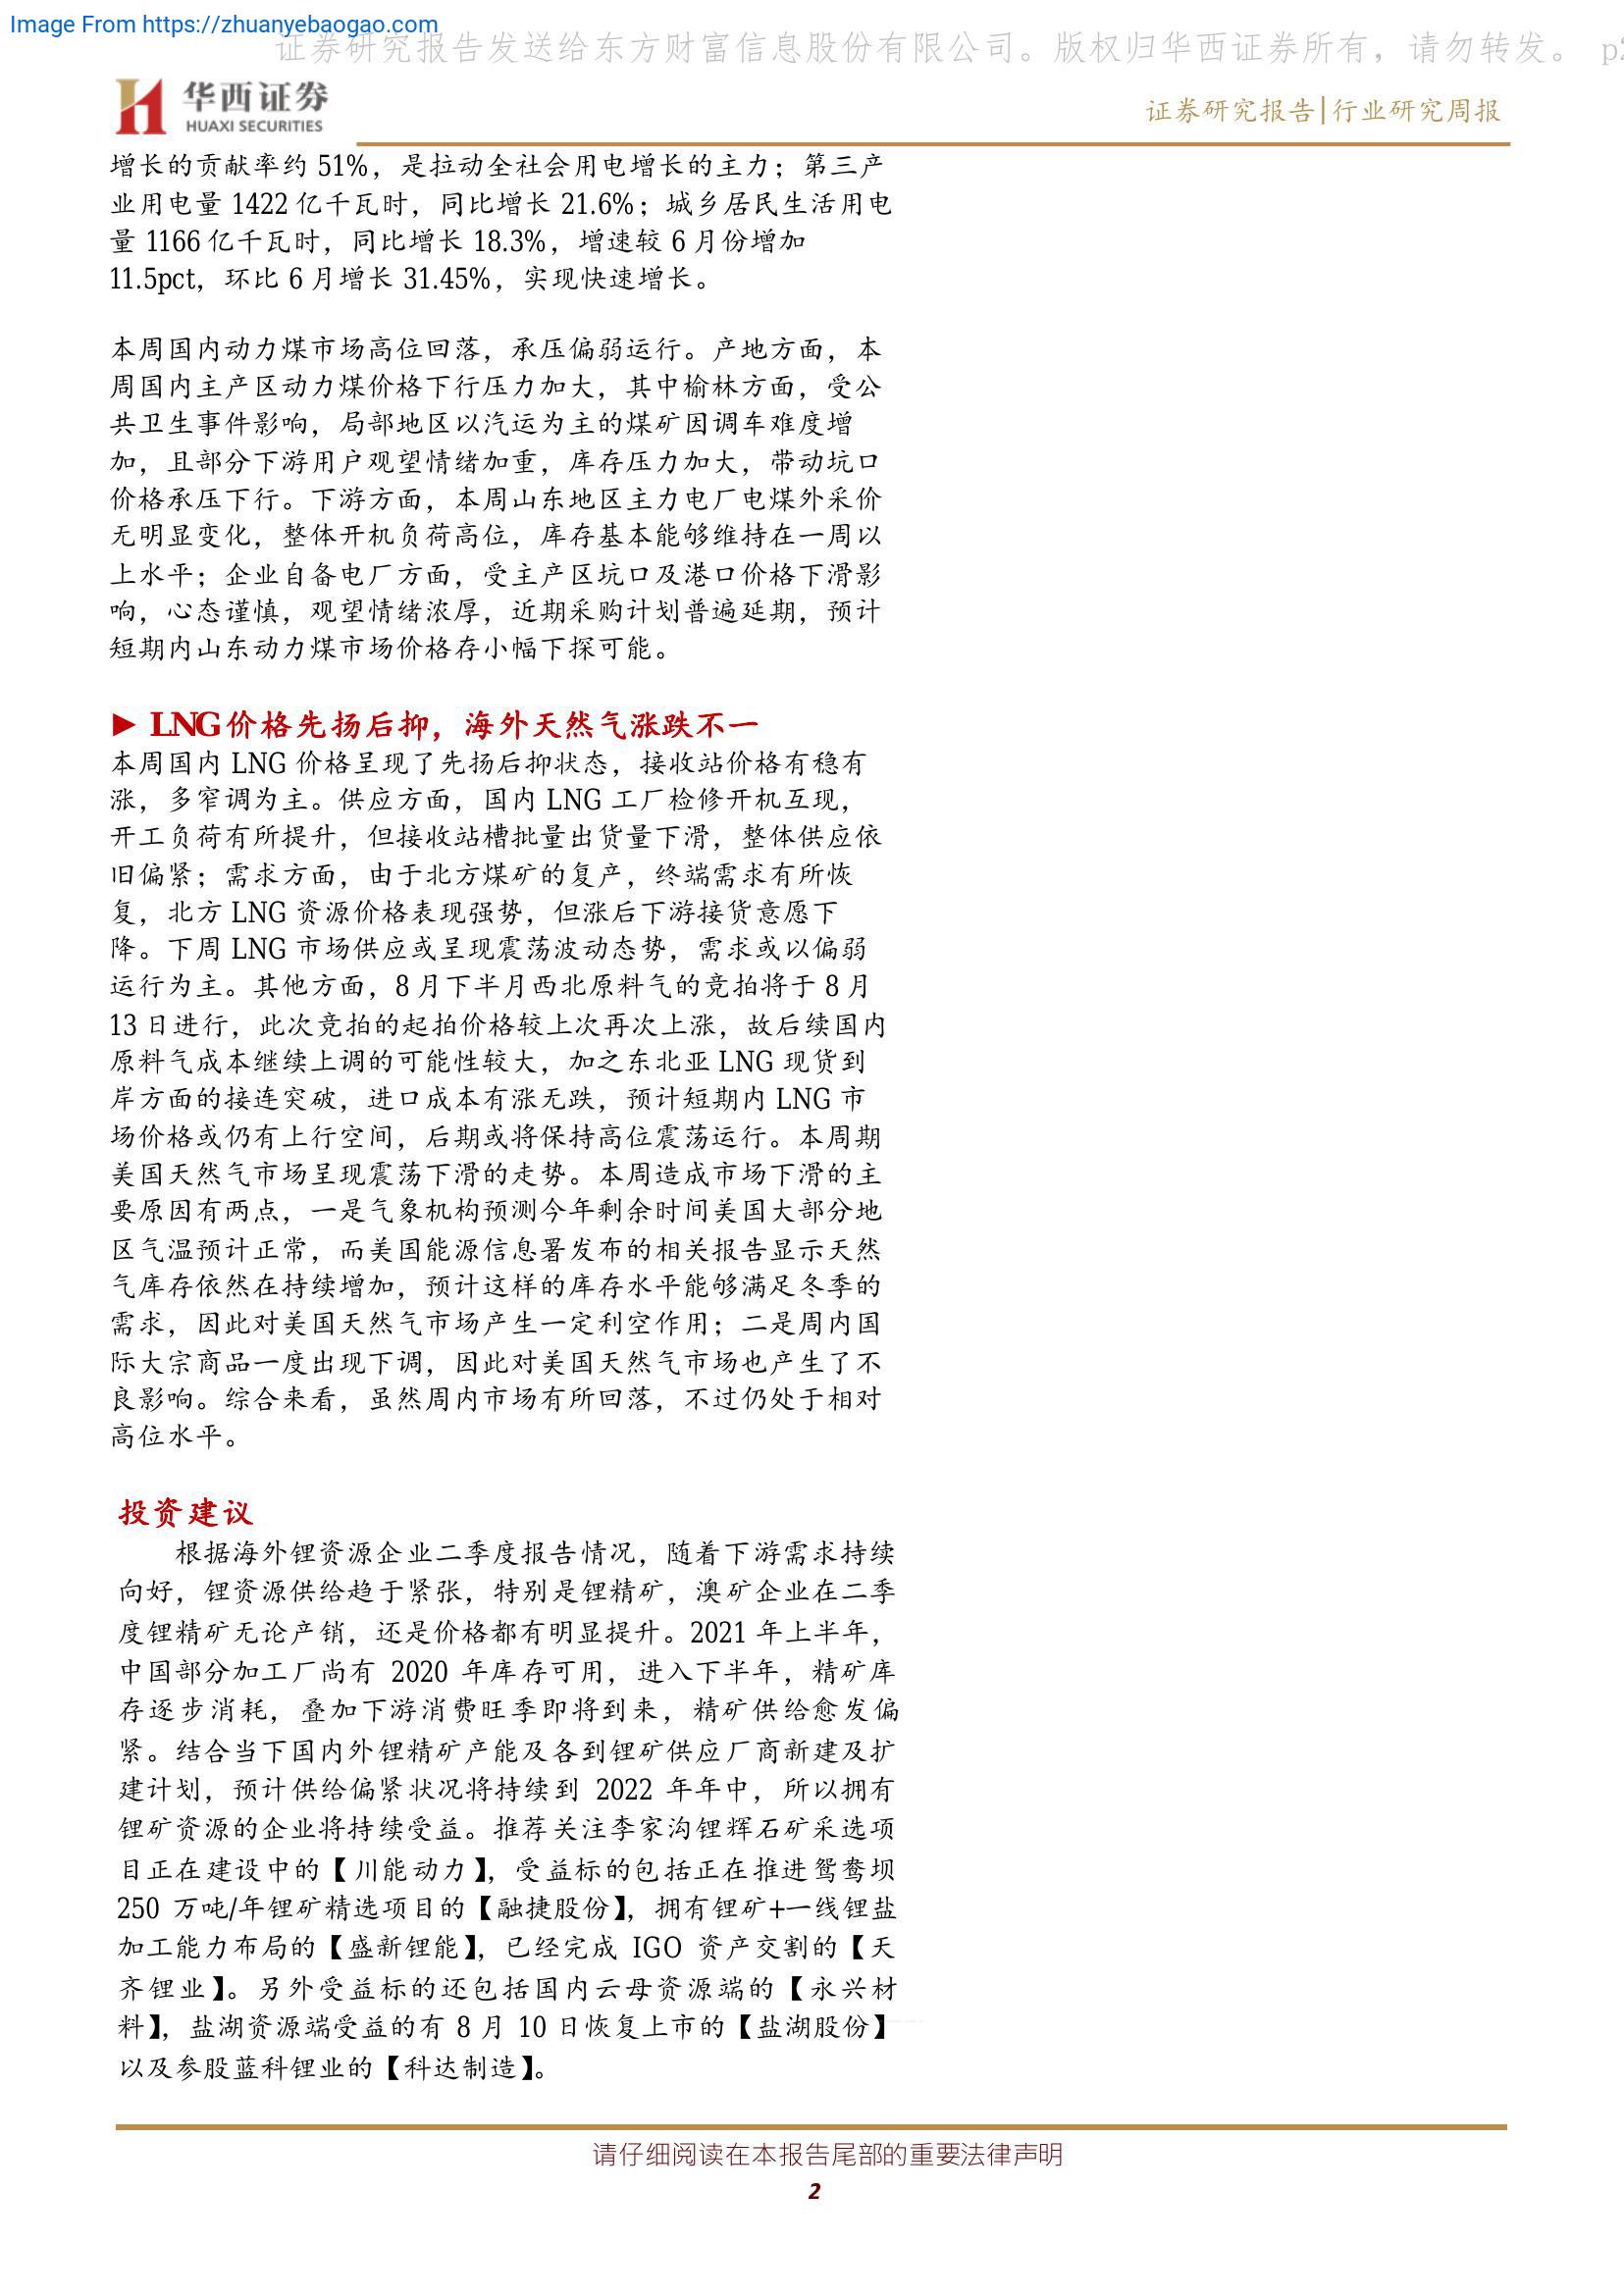 Image From https://zhuanyebaogao.com
证券研究报告发送给东方财富信息股份有限公司。版权归华西证券所有，请勿转发。 p2
华西证券
HUAXI SECURITIES
证券研究报告|行业研究周报
增长的贡献率约 51%，是拉动全社会用电增长的主力；第三产
业用电量 1422 亿千瓦时，同比增长 21.6%；城乡居民生活用电
量 1166 亿千瓦时，同比增长 18.3%，增速较 6 月份增加
11.5pct，环比 6 月增长 31.45%，实现快速增长。
本周国内动力煤市场高位回落，承压偏弱运行。产地方面，本
周国内主产区动力煤价格下行压力加大，其中榆林方面，受公
共卫生事件影响，局部地区以汽运为主的煤矿因调车难度增
加，且部分下游用户观望情绪加重，库存压力加大，带动坑口
价格承压下行。下游方面，本周山东地区主力电厂电煤外采价
无明显变化，整体开机负荷高位，库存基本能够维持在一周以
上水平；企业自备电厂方面，受主产区坑口及港口价格下滑影
响，心态谨慎，观望情绪浓厚，近期采购计划普遍延期，预计
短期内山东动力煤市场价格存小幅下探可能。
► LNG 价格先扬后抑，海外天然气涨跌不一
本周国内 LNG 价格呈现了先扬后抑状态，接收站价格有稳有
涨，多窄调为主。供应方面，国内 LNG 工厂检修开机互现，
开工负荷有所提升，但接收站槽批量出货量下滑，整体供应依
旧偏紧；需求方面，由于北方煤矿的复产，终端需求有所恢
复，北方 LNG 资源价格表现强势，但涨后下游接货意愿下
降。下周 LNG 市场供应或呈现震荡波动态势，需求或以偏弱
运行为主。其他方面，8 月下半月西北原料气的竞拍将于 8 月
13 日进行，此次竞拍的起拍价格较上次再次上涨，故后续国内
原料气成本继续上调的可能性较大，加之东北亚 LNG 现货到
岸方面的接连突破，进口成本有涨无跌，预计短期内 LNG 市
场价格或仍有上行空间，后期或将保持高位震荡运行。本周期
美国天然气市场呈现震荡下滑的走势。本周造成市场下滑的主
要原因有两点，一是气象机构预测今年剩余时间美国大部分地
区气温预计正常，而美国能源信息署发布的相关报告显示天然
气库存依然在持续增加，预计这样的库存水平能够满足冬季的
需求，因此对美国天然气市场产生一定利空作用；二是周内国
际大宗商品一度出现下调，因此对美国天然气市场也产生了不
良影响。综合来看，虽然周内市场有所回落，不过仍处于相对
高位水平。
投资建议
根据海外锂资源企业二季度报告情况，随着下游需求持续
向好，锂资源供给趋于紧张，特别是锂精矿，澳矿企业在二季
度锂精矿无论产销，还是价格都有明显提升。2021 年上半年，
中国部分加工厂尚有 2020 年库存可用，进入下半年，精矿库
存逐步消耗，叠加下游消费旺季即将到来，精矿供给愈发偏
紧。结合当下国内外锂精矿产能及各到锂矿供应厂商新建及扩
建计划，预计供给偏紧状况将持续到 2022 年年中，所以拥有
锂矿资源的企业将持续受益。推荐关注李家沟锂辉石矿采选项
目正在建设中的【川能动力】，受益标的包括正在推进鸳鸯坝
250 万吨/年锂矿精选项目的【融捷股份】，拥有锂矿+一线锂盐
加工能力布局的【盛新锂能】，已经完成 IGO 资产交割的【天
齐锂业】。另外受益标的还包括国内云母资源端的【永兴材
料】，盐湖资源端受益的有 8 月 10 日恢复上市的【盐湖股份】
以及参股蓝科锂业的【科达制造】。
请仔细阅读在本报告尾部的重要法律声明
2